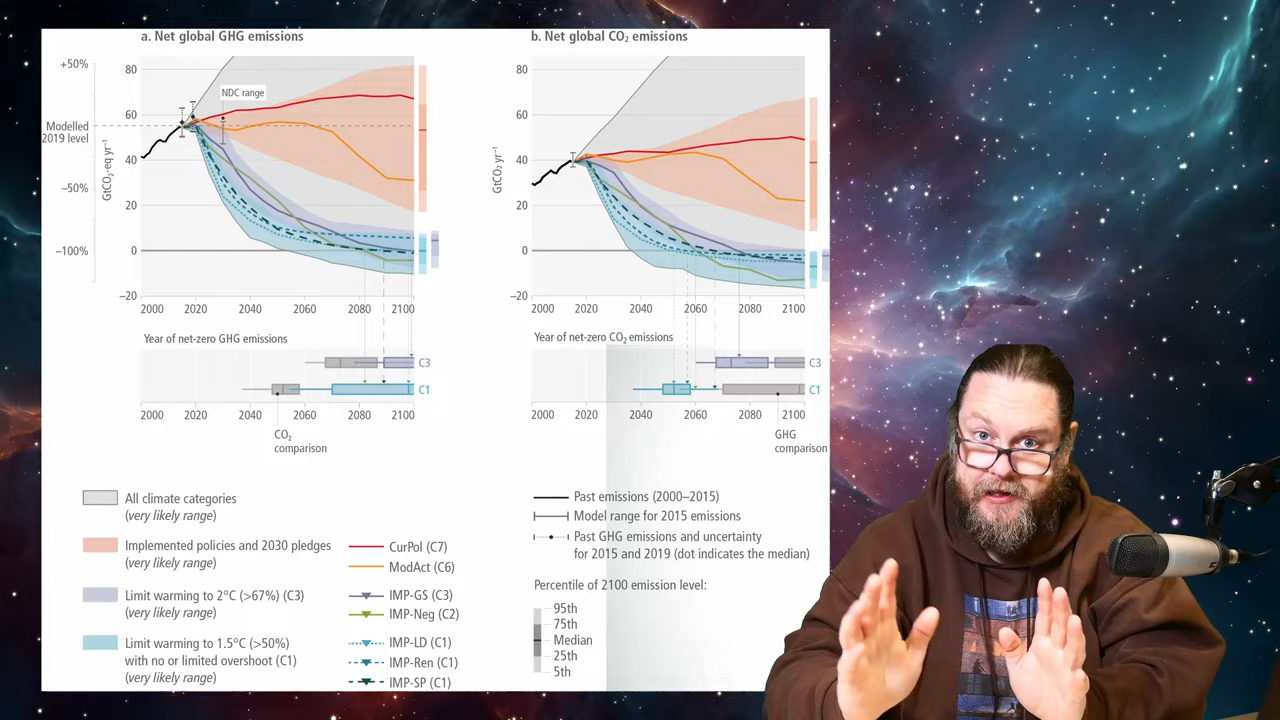 a. Net global GHG emissions
+50%
Modelled
2019 level
−50%
−100%
GtCO₂-eq yr⁻¹
80
60
40
20
0
−20
NDC range
2000 2020 2040 2060 2080 2100
Year of net-zero GHG emissions
C3
C1
2000 2020 2040 2060 2080 2100
CO₂
comparison
b. Net global CO₂ emissions
GtCO₂ yr⁻¹
80
60
40
20
0
−20
2000 2020 2040 2060 2080 2100
Year of net-zero CO₂ emissions
C3
C1
2000 2020 2040 2060 2080 2100
GHG
comparison
All climate categories
(very likely range)
Implemented policies and 2030 pledges
(very likely range)
Limit warming to 2°C (>67%) (C3)
(very likely range)
Limit warming to 1.5°C (>50%)
with no or limited overshoot (C1)
(very likely range)
CurPol (C7)
ModAct (C6)
IMP-GS (C3)
IMP-Neg (C2)
IMP-LD (C1)
IMP-Ren (C1)
IMP-SP (C1)
Past emissions (2000–2015)
Model range for 2015 emissions
Past GHG emissions and uncertainty
for 2015 and 2019 (dot indicates the median)
Percentile of 2100 emission level:
95th
75th
Median
25th
5th